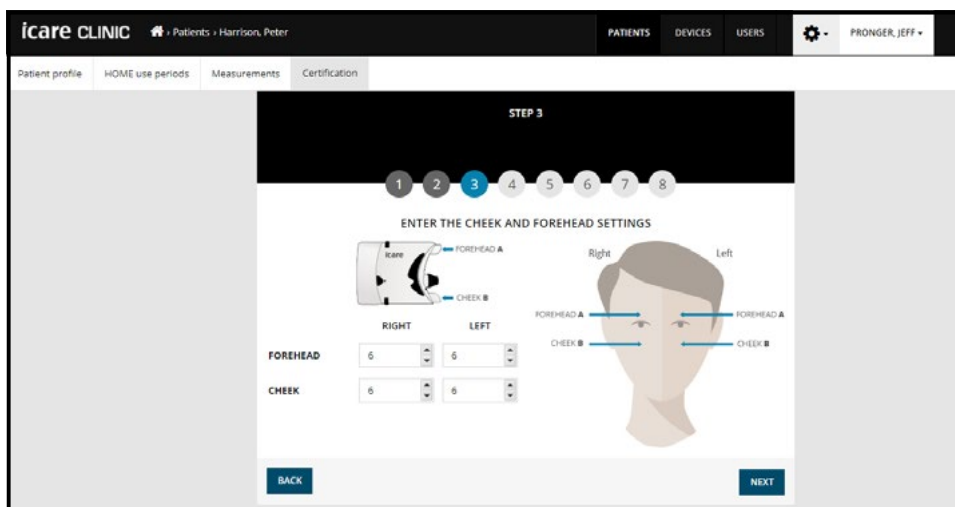 icare CLINIC › Patients › Harrison, Peter PATIENTS DEVICES USERS PRONGER, JEFF
Patient profile HOME use periods Measurements Certification
STEP 3
1 2 3 4 5 6 7 8
ENTER THE CHEEK AND FOREHEAD SETTINGS
icare FOREHEAD A
CHEEK B
Right Left
FOREHEAD A FOREHEAD A
CHEEK B CHEEK B
RIGHT LEFT
FOREHEAD 6 6
CHEEK 6 6
BACK NEXT